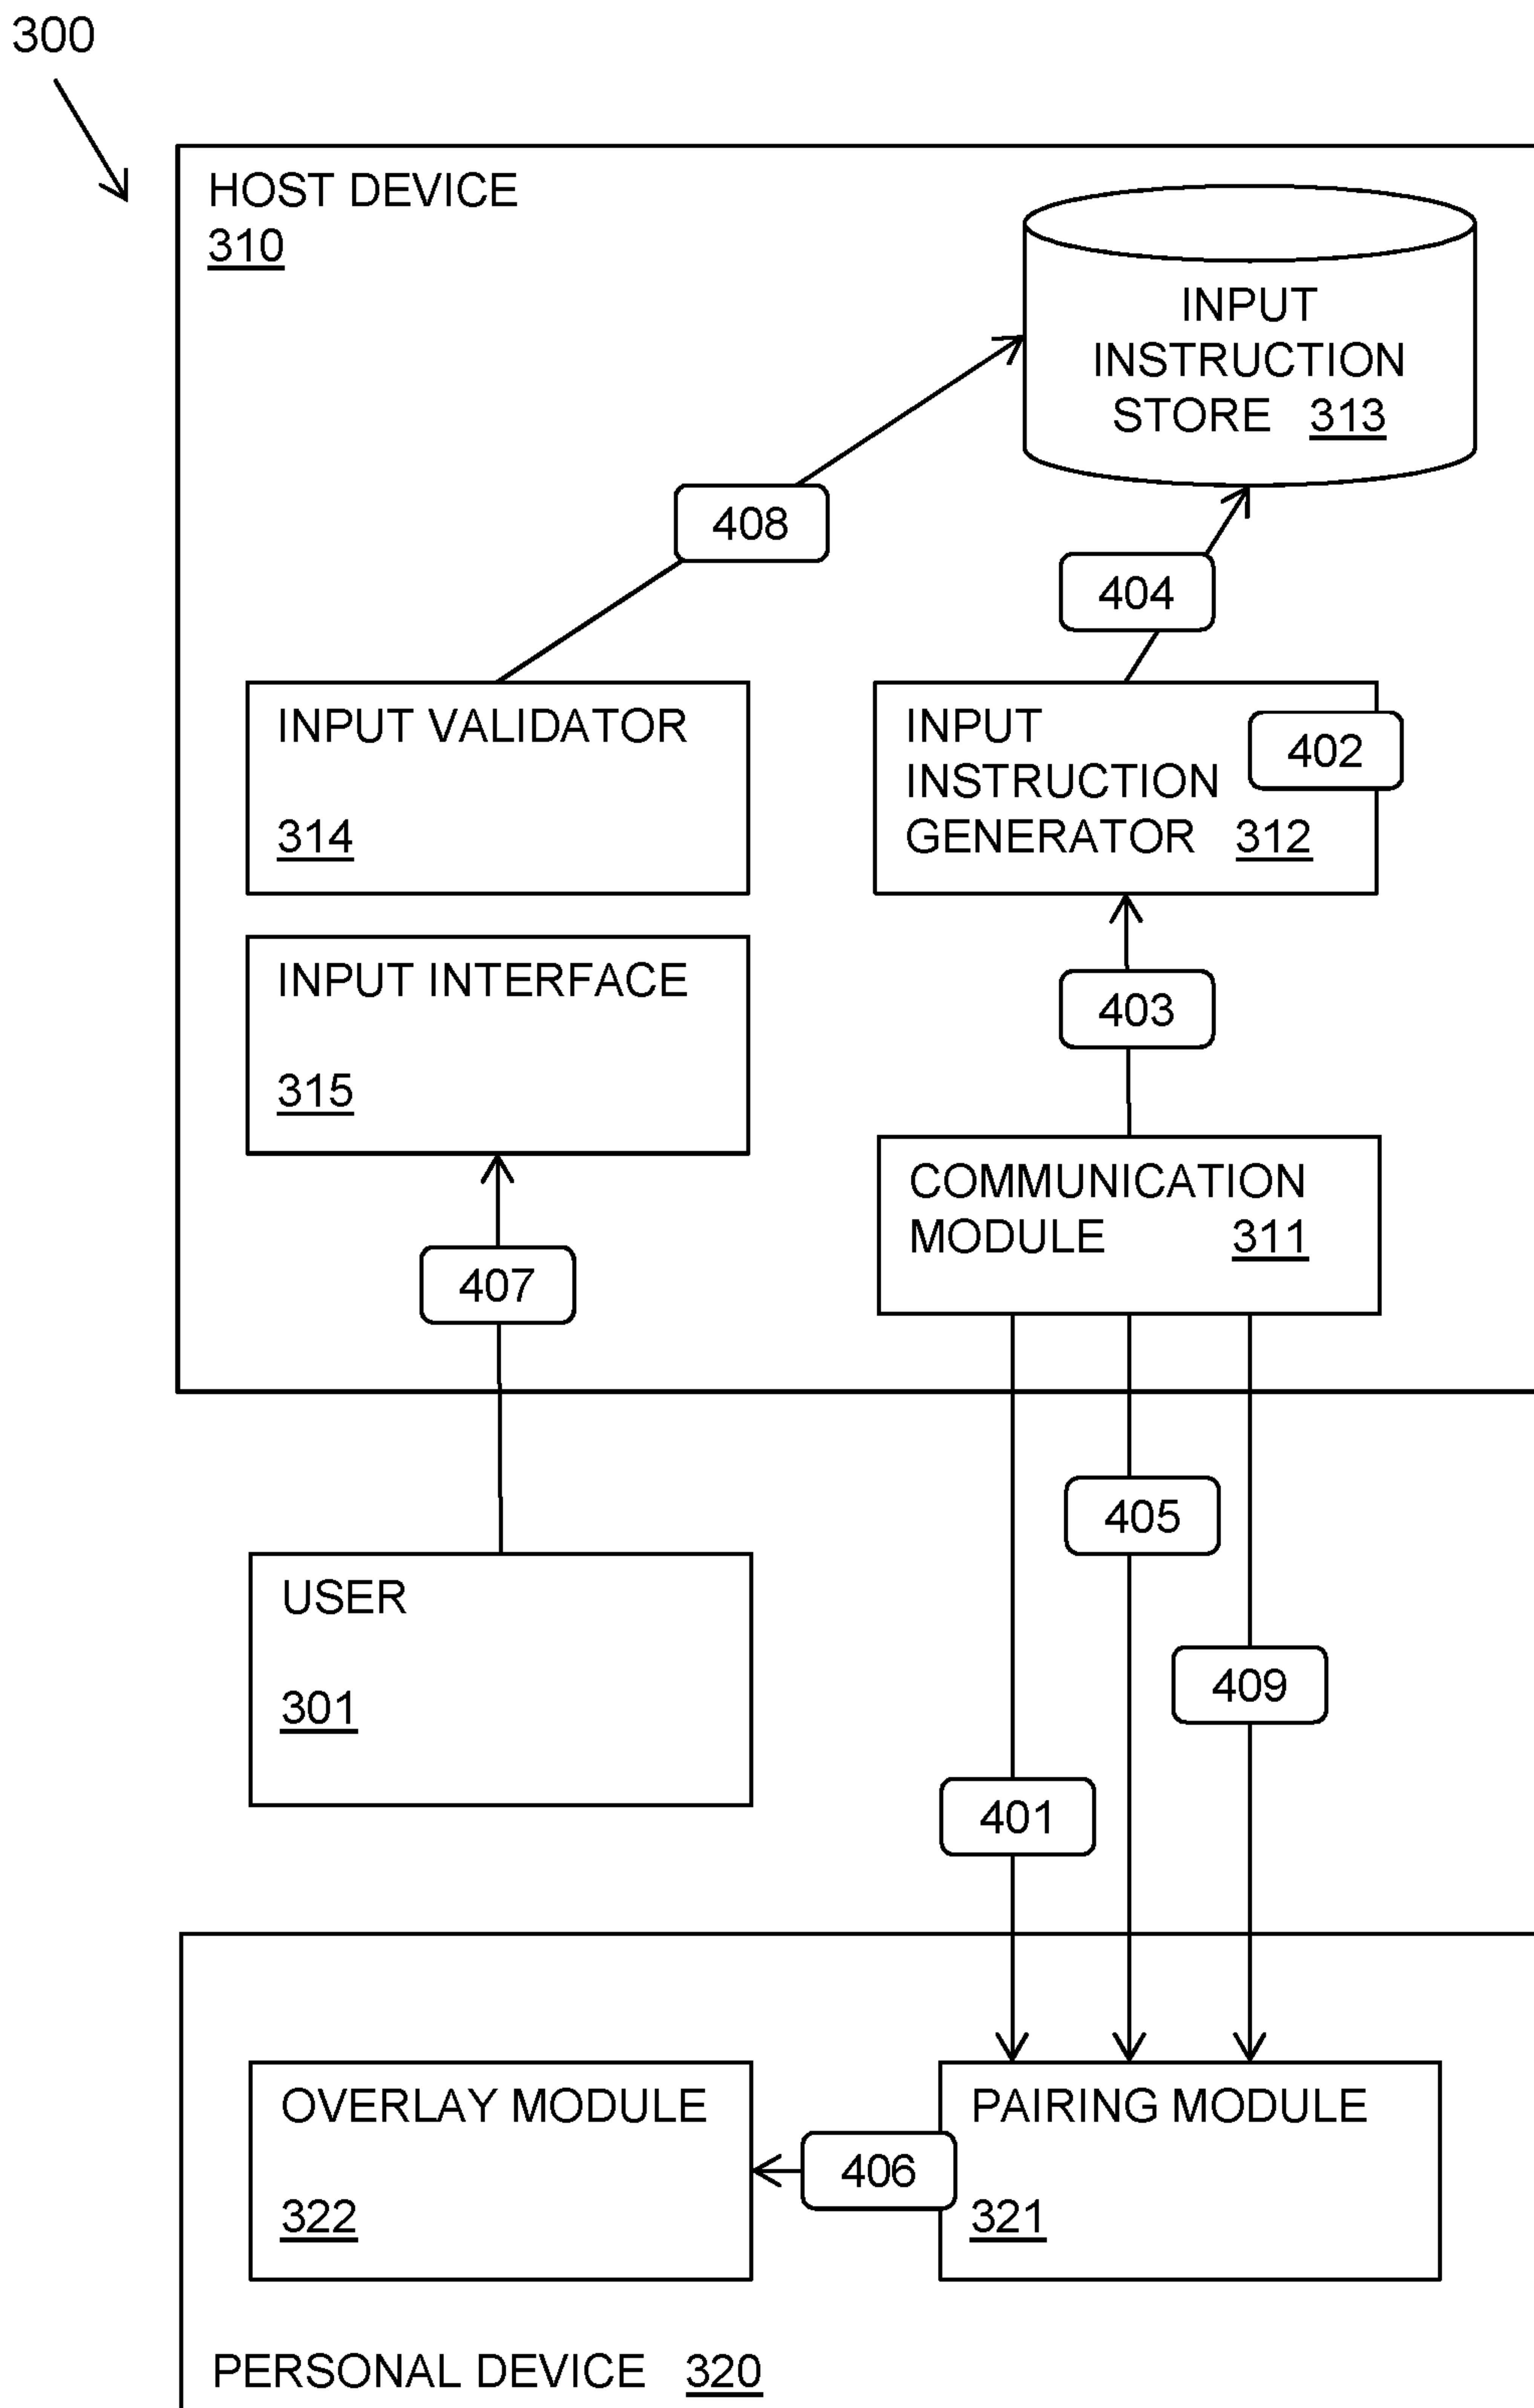 300
HOST DEVICE
310
INPUT
INSTRUCTION
STORE 313
408
404
INPUT VALIDATOR
314
INPUT
INSTRUCTION
GENERATOR 312
402
INPUT INTERFACE
315
403
COMMUNICATION
MODULE 311
407
405
USER
301
409
401
OVERLAY MODULE
322
406
PAIRING MODULE
321
PERSONAL DEVICE 320